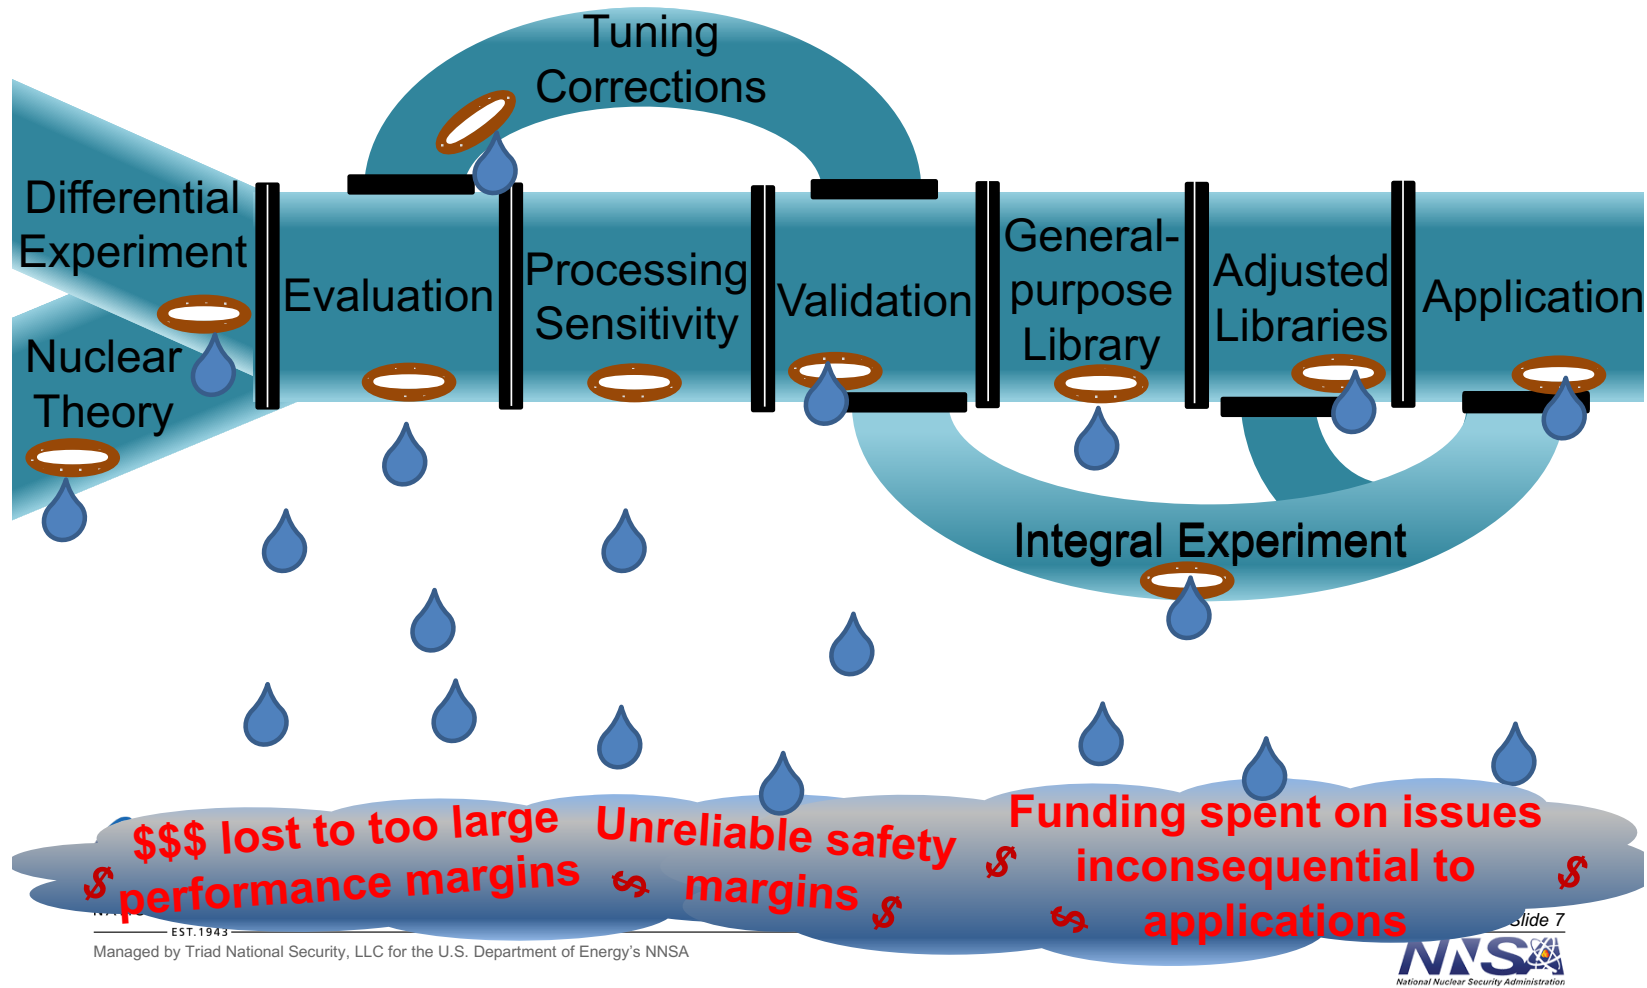 Tuning
Corrections
Differential
Experiment
Nuclear
Theory
Evaluation
Processing
Sensitivity
Validation
General-
purpose
Library
Adjusted
Libraries
Application
Integral Experiment
$$$ lost to too large
performance margins
Unreliable safety
margins
Funding spent on issues
inconsequential to
applications
$
$
$
$
$
$
EST.1943
Slide 7
Managed by Triad National Security, LLC for the U.S. Department of Energy's NNSA
NNSA
National Nuclear Security Administration